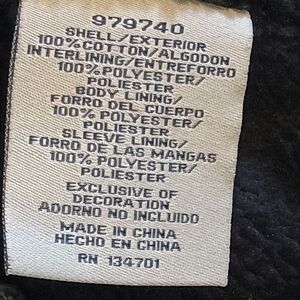 979740
SHELL/EXTERIOR
100%COTTON/ALGODON
INTERLINING/ENTREFORRO
100%POLYESTER/
POLIESTER
BODY LINING/
FORRO DEL CUERPO
100% POLYESTER/
POLIESTER
SLEEVE LINING/
FORRO DE LAS MANGAS
100% POLYESTER/
POLIESTER
EXCLUSIVE OF
DECORATION
ADORNO NO INCLUIDO
MADE IN CHINA
HECHO EN CHINA
RN 134701